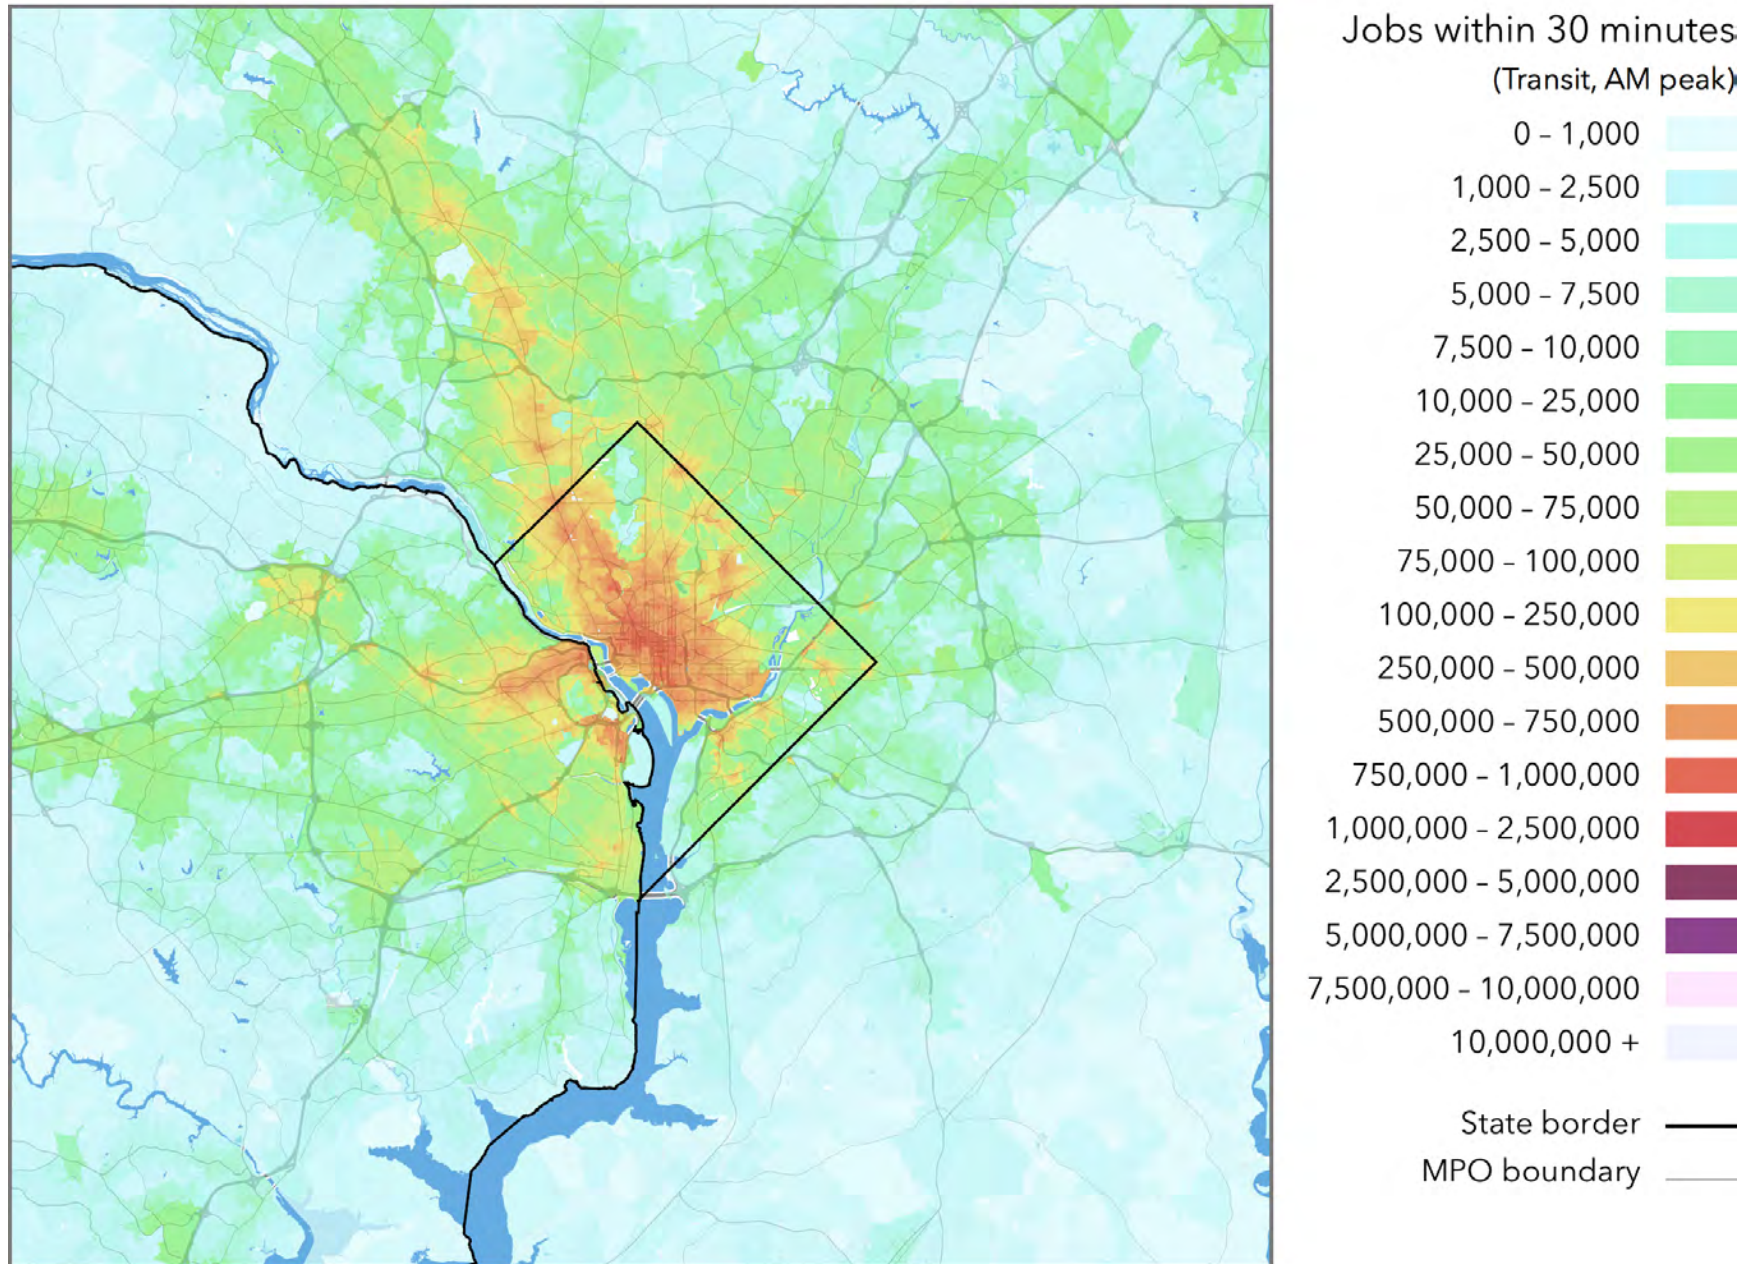 Jobs within 30 minutes
(Transit, AM peak)
0 – 1,000
1,000 – 2,500
2,500 – 5,000
5,000 – 7,500
7,500 – 10,000
10,000 – 25,000
25,000 – 50,000
50,000 – 75,000
75,000 – 100,000
100,000 – 250,000
250,000 – 500,000
500,000 – 750,000
750,000 – 1,000,000
1,000,000 – 2,500,000
2,500,000 – 5,000,000
5,000,000 – 7,500,000
7,500,000 – 10,000,000
10,000,000 +
State border
MPO boundary